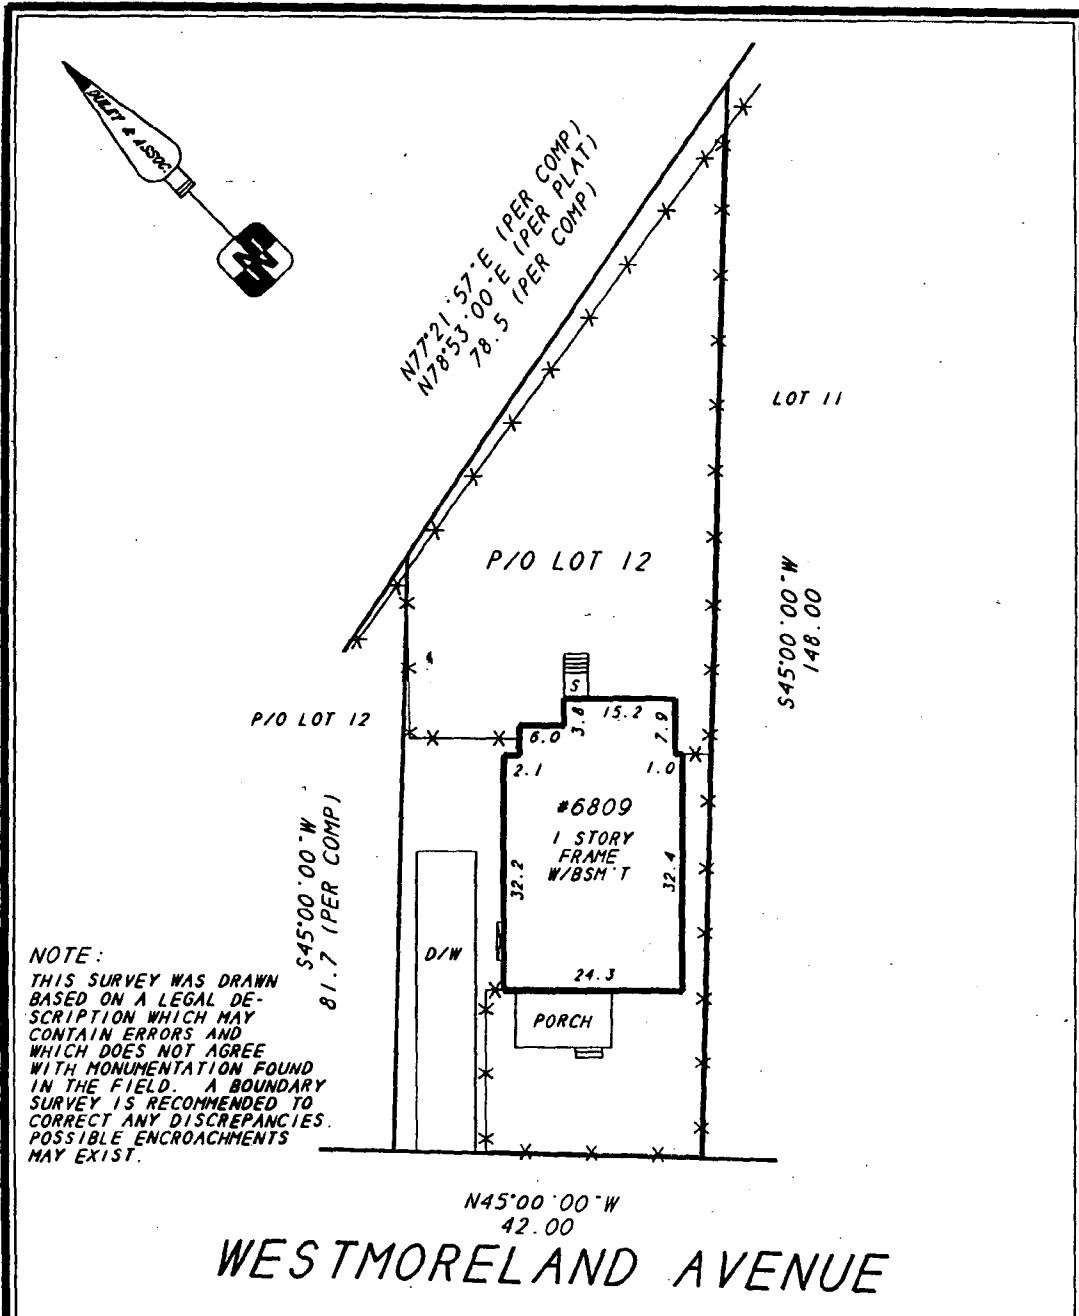 DULEY & ASSOC.
N77°21'57"E (PER COMP)
N78°53'00"E (PER PLAT)
78.5 (PER COMP)
LOT 11
P/O LOT 12
S45°00'00"W
148.00
P/O LOT 12
S
15.2
3.8
6.0
7.9
2.1
1.0
#6809
1 STORY
FRAME
W/BSM'T
32.2
32.4
S45°00'00"W
81.7 (PER COMP)
D/W
24.3
PORCH
NOTE:
THIS SURVEY WAS DRAWN
BASED ON A LEGAL DE-
SCRIPTION WHICH MAY
CONTAIN ERRORS AND
WHICH DOES NOT AGREE
WITH MONUMENTATION FOUND
IN THE FIELD. A BOUNDARY
SURVEY IS RECOMMENDED TO
CORRECT ANY DISCREPANCIES.
POSSIBLE ENCROACHMENTS
MAY EXIST.
N45°00'00"W
42.00
WESTMORELAND AVENUE